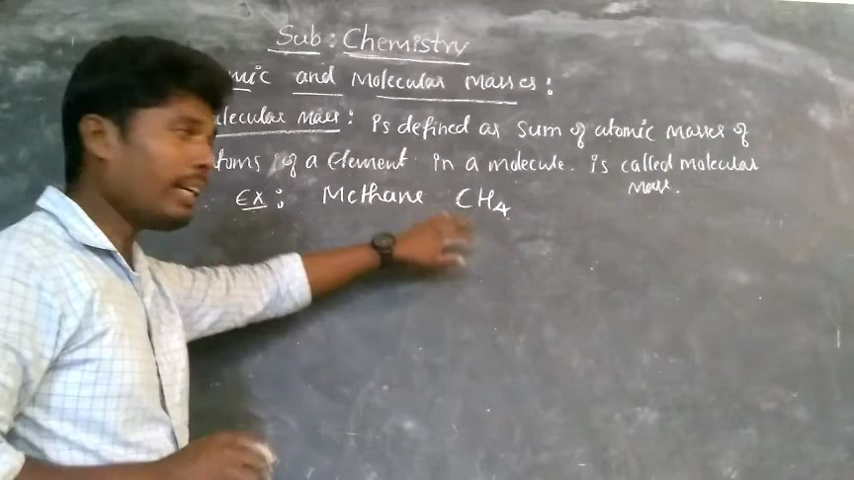 Sub: Chemistry
mic and Molecular Masses:
lecular mass: Is defined as sum of atomic masses of
toms of a Element in a molecule. is called molecular
mass.
Ex: Methane CH4